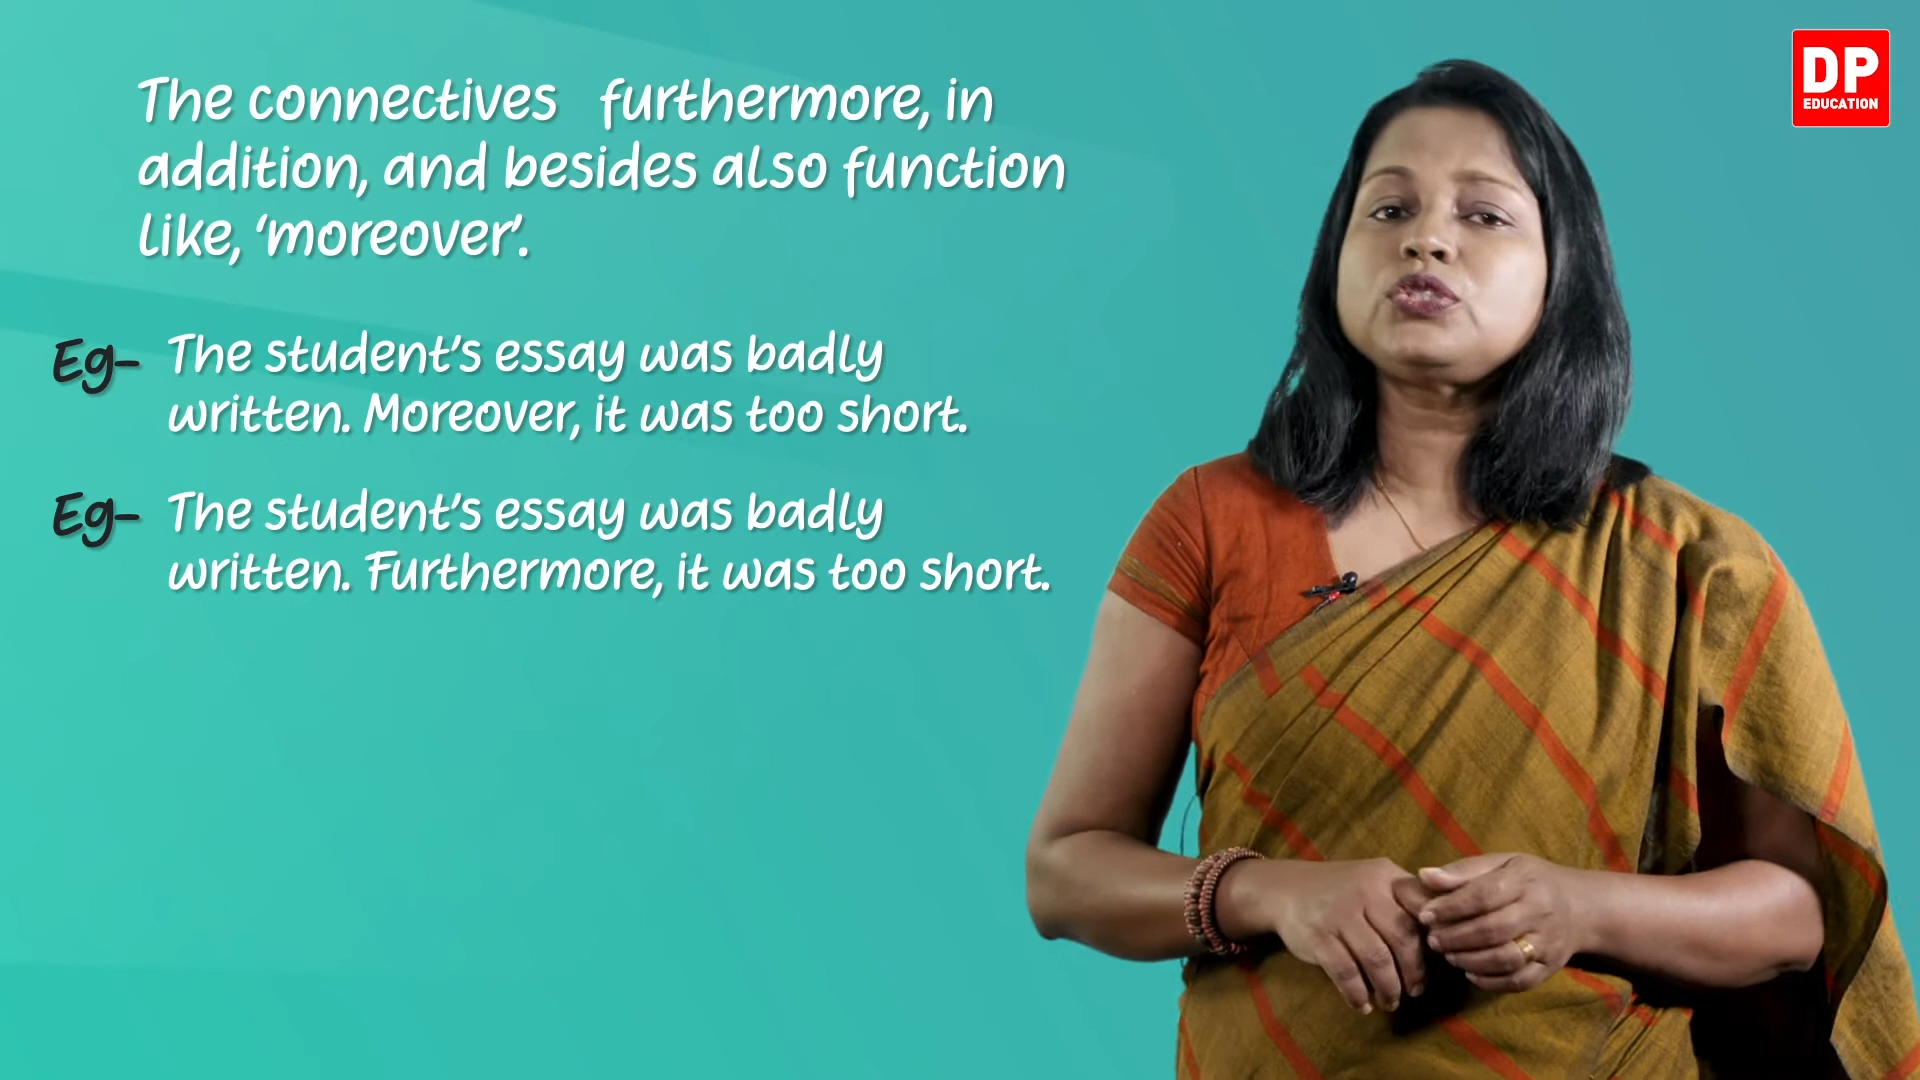 The connectives furthermore, in
addition, and besides also function
like, ‘moreover’.
Eg- The student’s essay was badly
written. Moreover, it was too short.
Eg- The student’s essay was badly
written. Furthermore, it was too short.
DP
EDUCATION